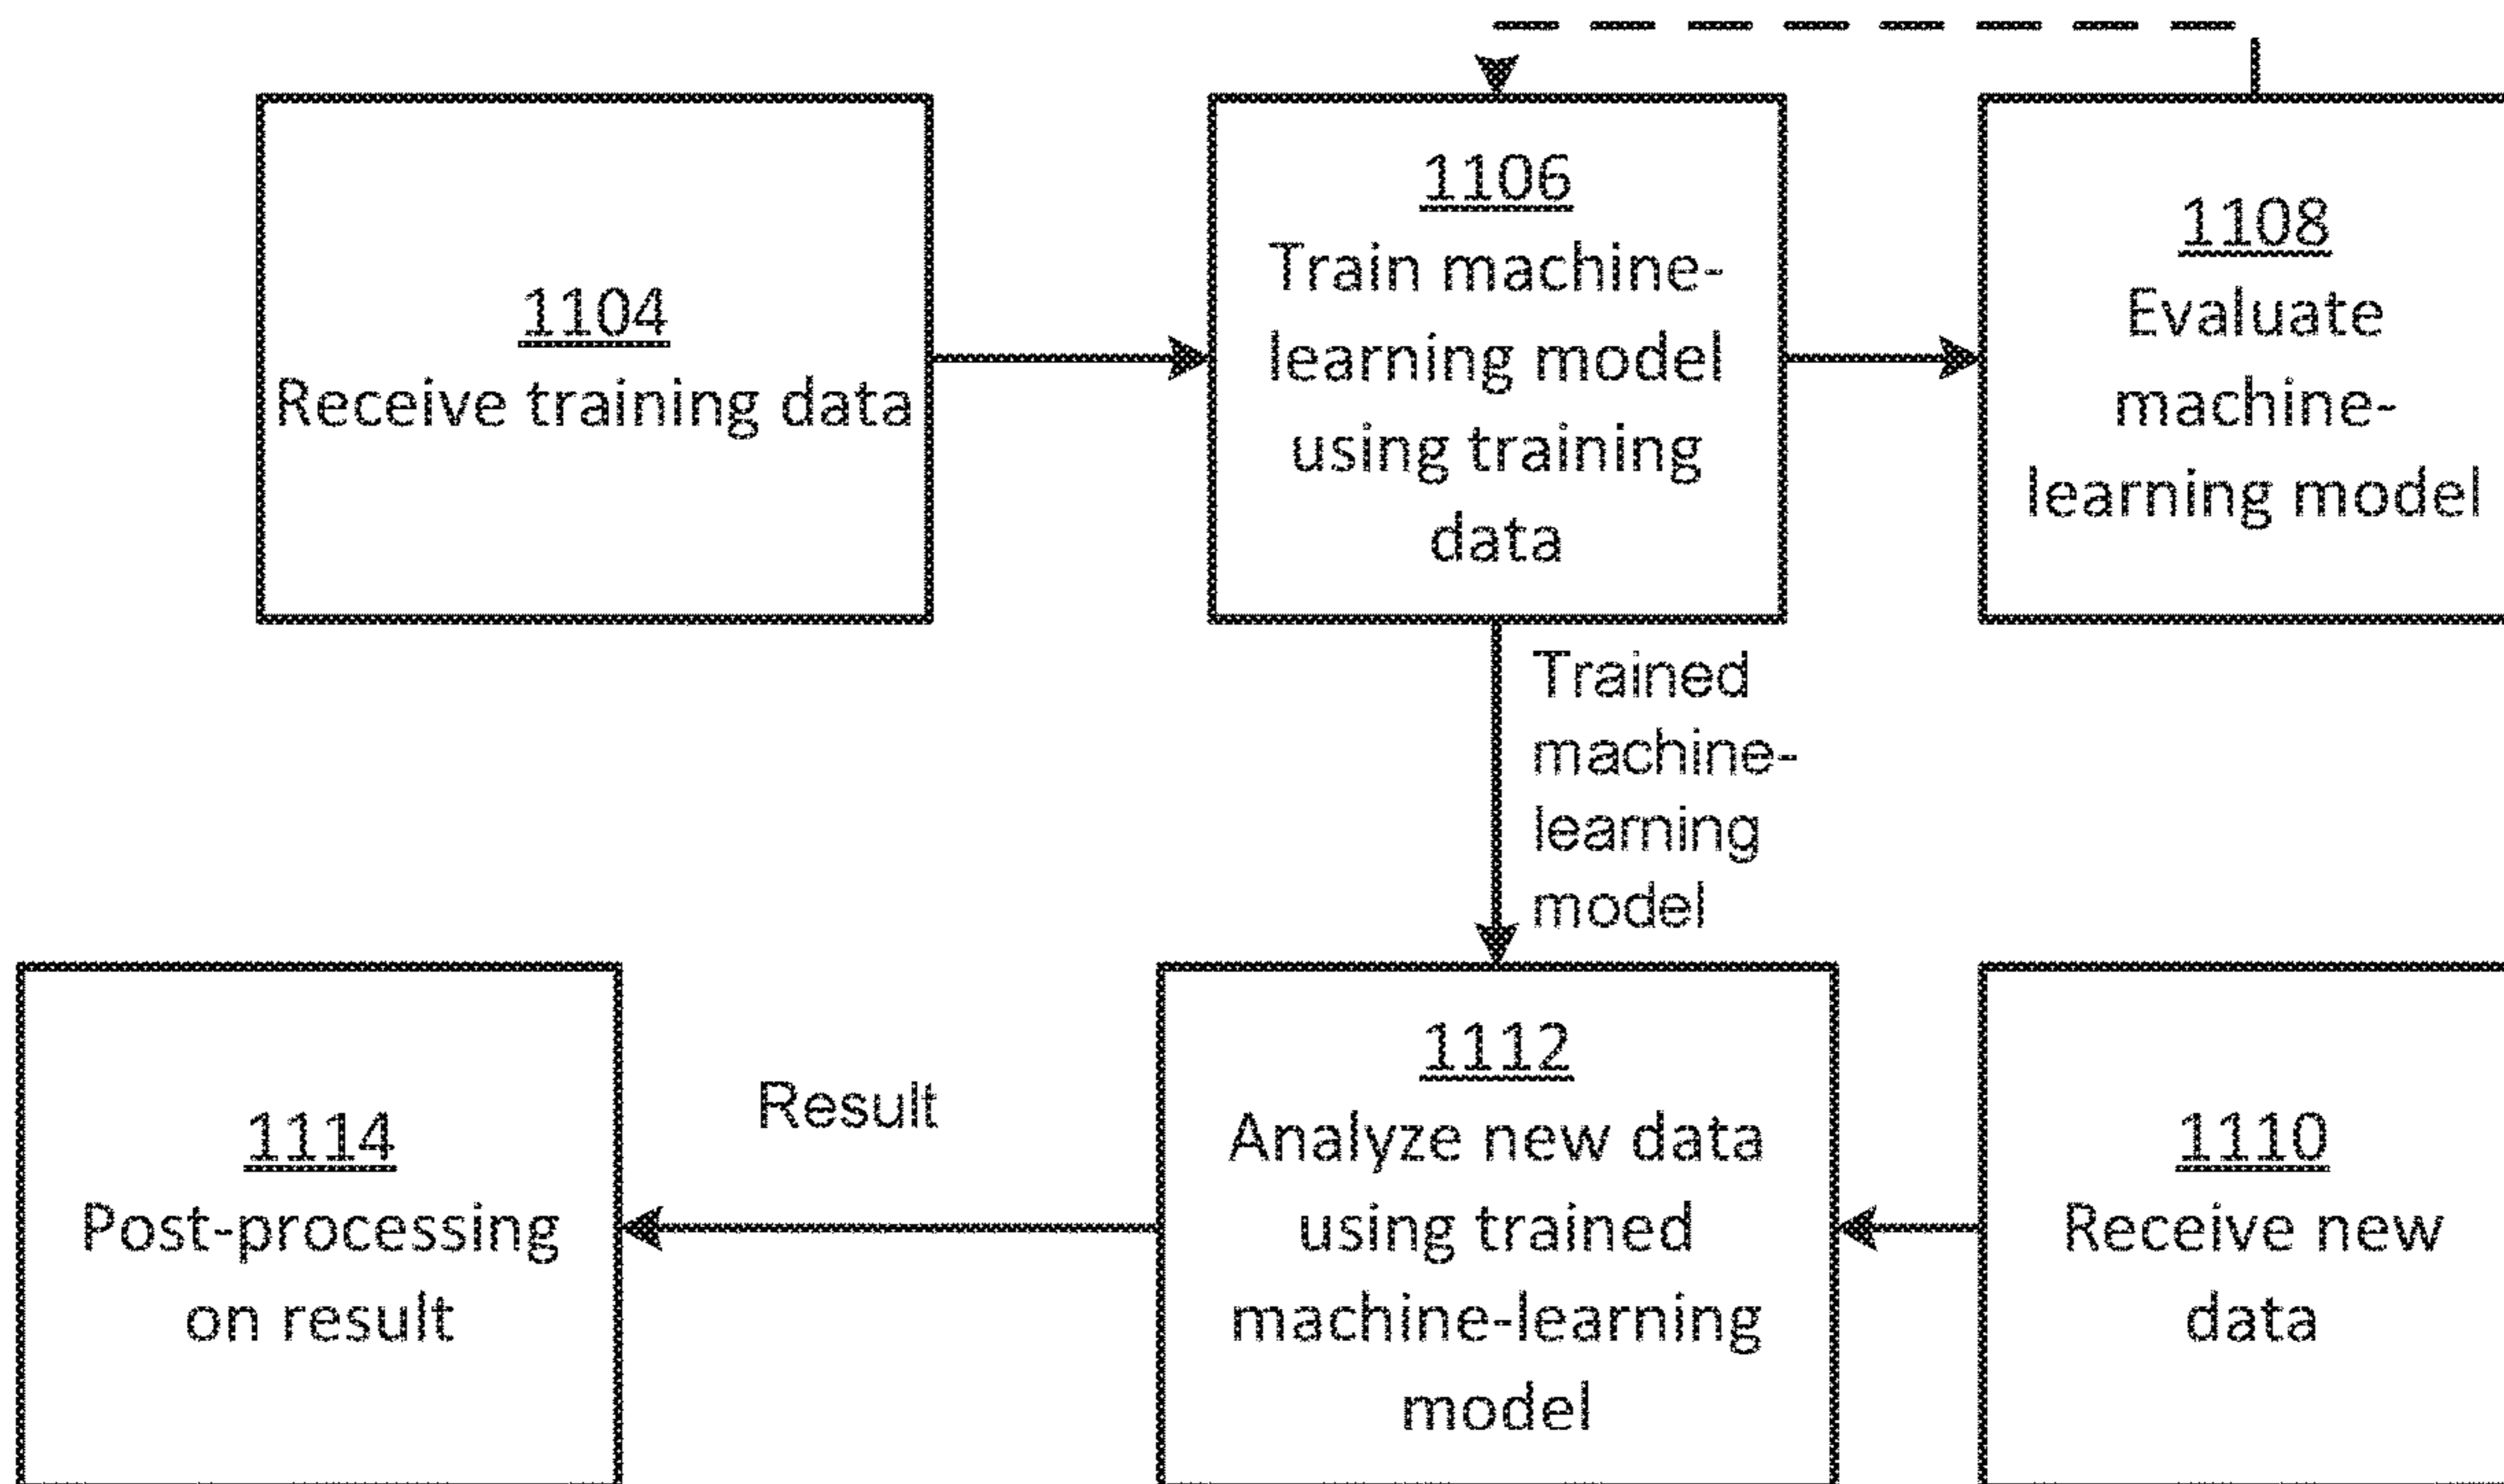 1104
Receive training data
1106
Train machine-
learning model
using training
data
1108
Evaluate
machine-
learning model
Trained
machine-
learning
model
1114
Post-processing
on result
Result
1112
Analyze new data
using trained
machine-learning
model
1110
Receive new
data